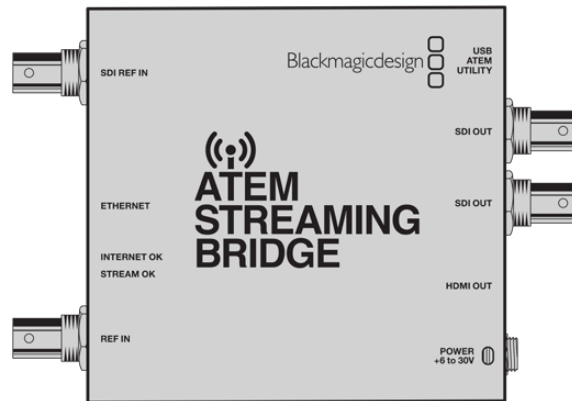 SDI REF IN
Blackmagicdesign
USB
ATEM
UTILITY
SDI OUT
ATEM
STREAMING
BRIDGE
ETHERNET
SDI OUT
INTERNET OK
STREAM OK
HDMI OUT
REF IN
POWER
+6 to 30V